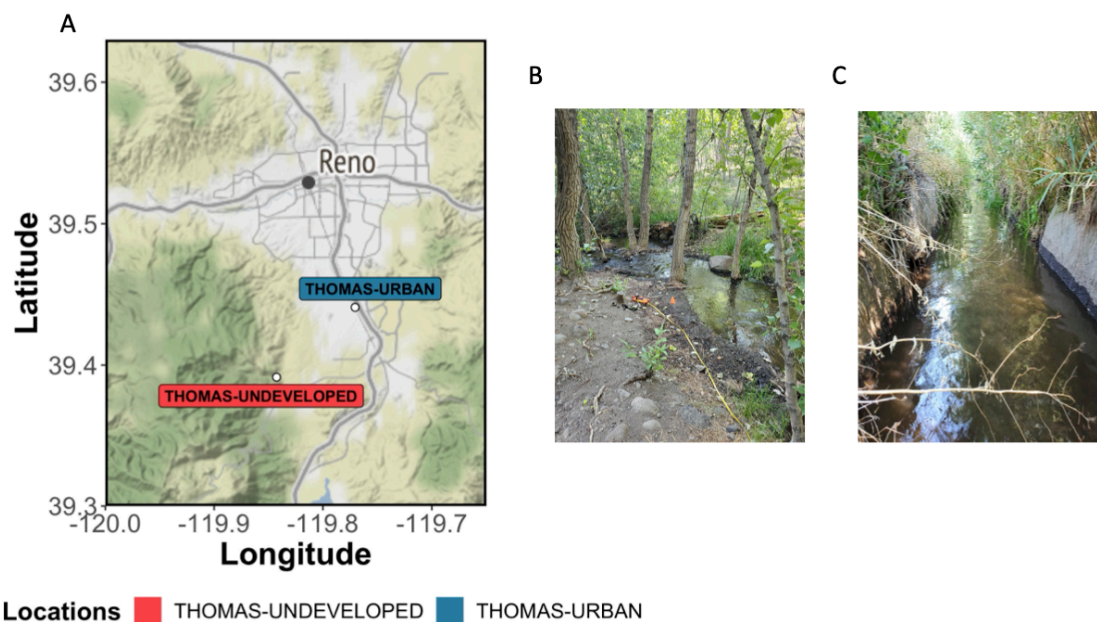 A
B
C
39.6
39.5
39.4
39.3
Latitude
Reno
THOMAS-URBAN
THOMAS-UNDEVELOPED
-120.0 -119.9 -119.8 -119.7
Longitude
Locations THOMAS-UNDEVELOPED THOMAS-URBAN